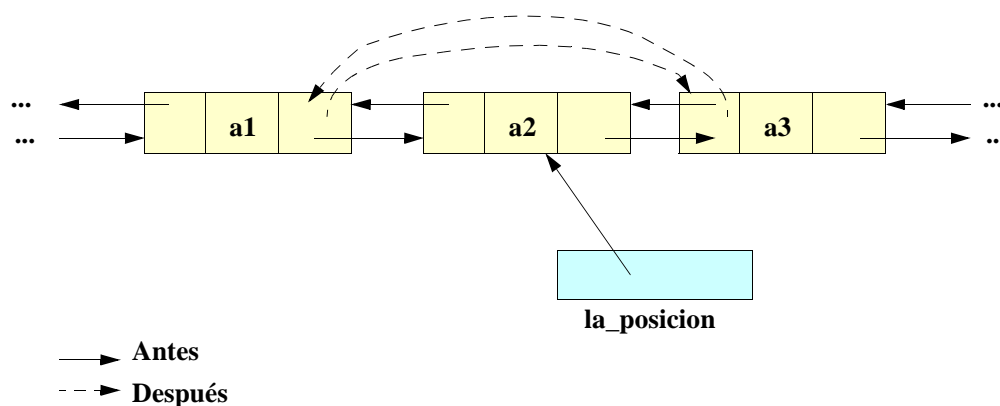 ... ...
... a1 a2 a3 ..
la_posicion
Antes
Después